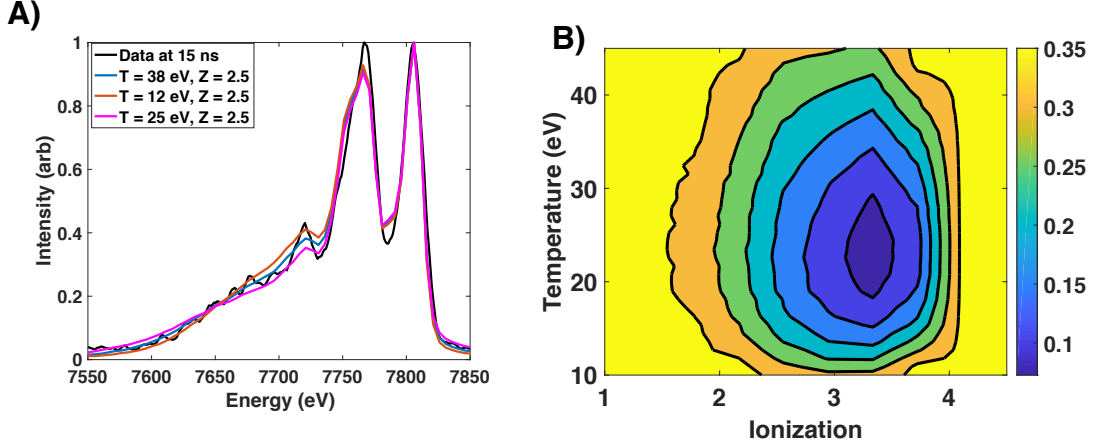 A)
Data at 15 ns
T = 38 eV, Z = 2.5
T = 12 eV, Z = 2.5
T = 25 eV, Z = 2.5
Intensity (arb)
1
0.8
0.6
0.4
0.2
0
7550 7600 7650 7700 7750 7800 7850
Energy (eV)
B)
Temperature (eV)
40
30
20
10
1 2 3 4
Ionization
0.35
0.3
0.25
0.2
0.15
0.1